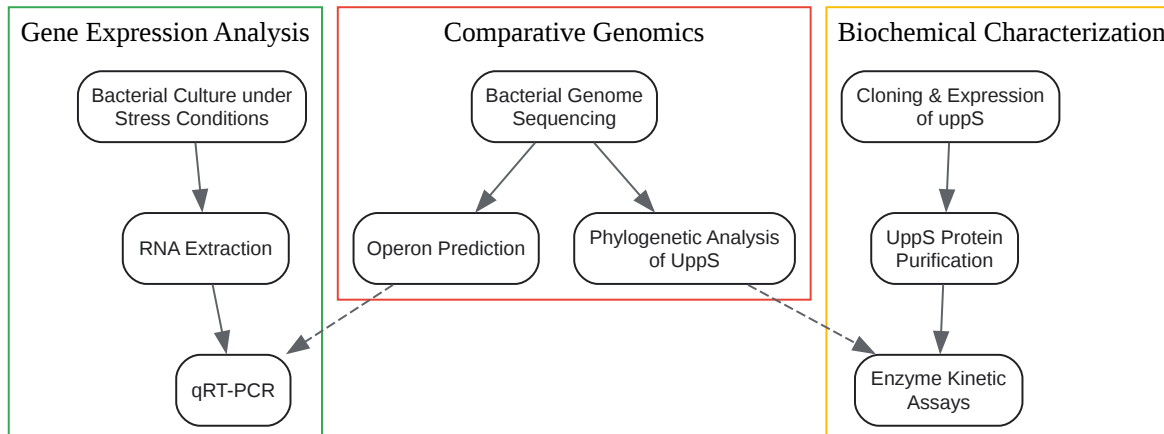 Gene Expression Analysis
Bacterial Culture under
Stress Conditions
RNA Extraction
qRT-PCR
Comparative Genomics
Bacterial Genome
Sequencing
Operon Prediction
Phylogenetic Analysis
of UppS
Biochemical Characterization
Cloning & Expression
of uppS
UppS Protein
Purification
Enzyme Kinetic
Assays